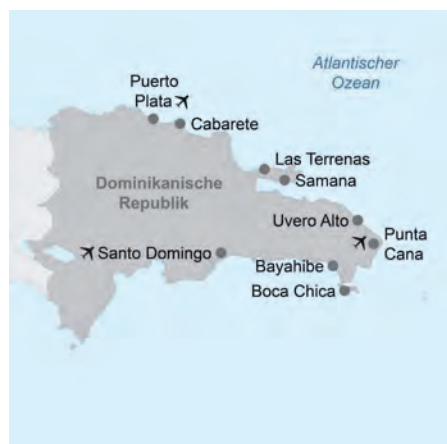 Atlantischer
Ozean
Puerto
Plata
Cabarete
Las Terrenas
Samana
Dominikanische
Republik
Uvero Alto
Punta
Cana
Santo Domingo
Bayahibe
Boca Chica